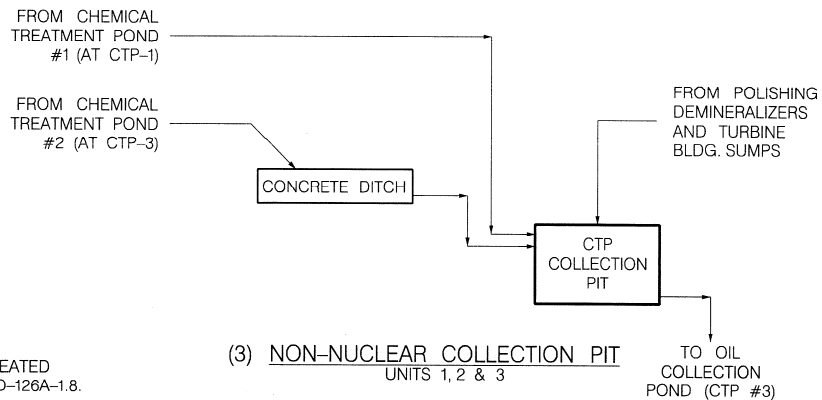 FROM CHEMICAL
TREATMENT POND
#1 (AT CTP–1)
FROM CHEMICAL
TREATMENT POND
#2 (AT CTP–3)
FROM POLISHING
DEMINERALIZERS
AND TURBINE
BLDG. SUMPS
CONCRETE DITCH
CTP
COLLECTION
PIT
(3) NON–NUCLEAR COLLECTION PIT
UNITS 1, 2 & 3
TO OIL
COLLECTION
POND (CTP #3)
EATED
–126A–1.8.